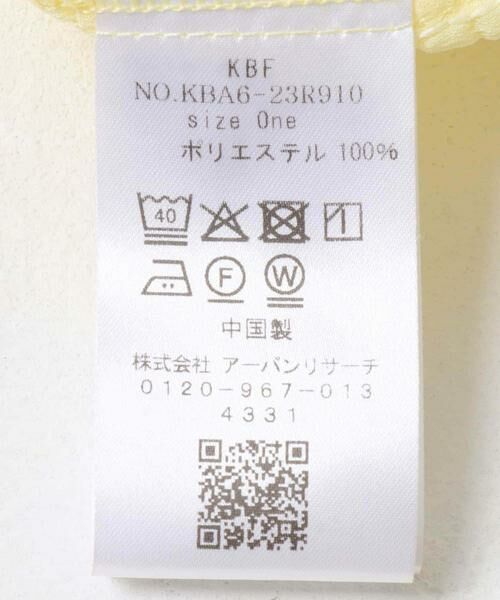 KBF
NO.KBA6-23R910
size One
ポリエステル 100%
40
F W
中国製
株式会社 アーバンリサーチ
0120-967-013
4331